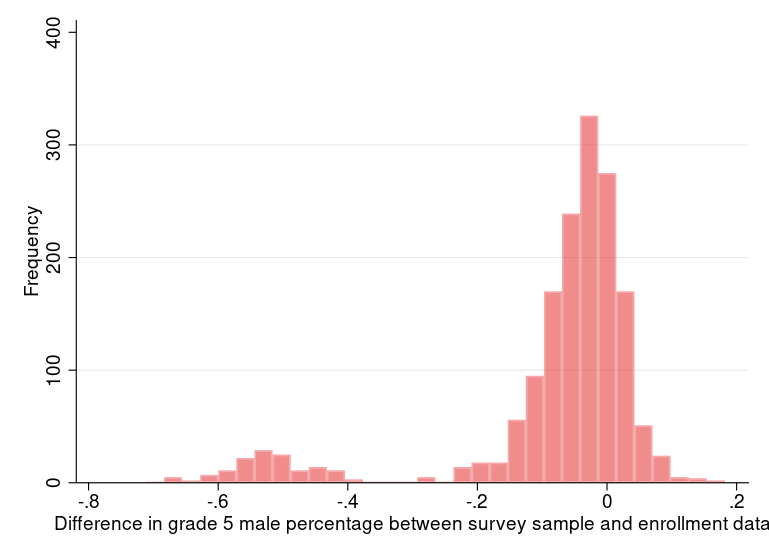 400
300
200
100
0
Frequency
-.8 -.6 -.4 -.2 0 .2
Difference in grade 5 male percentage between survey sample and enrollment data